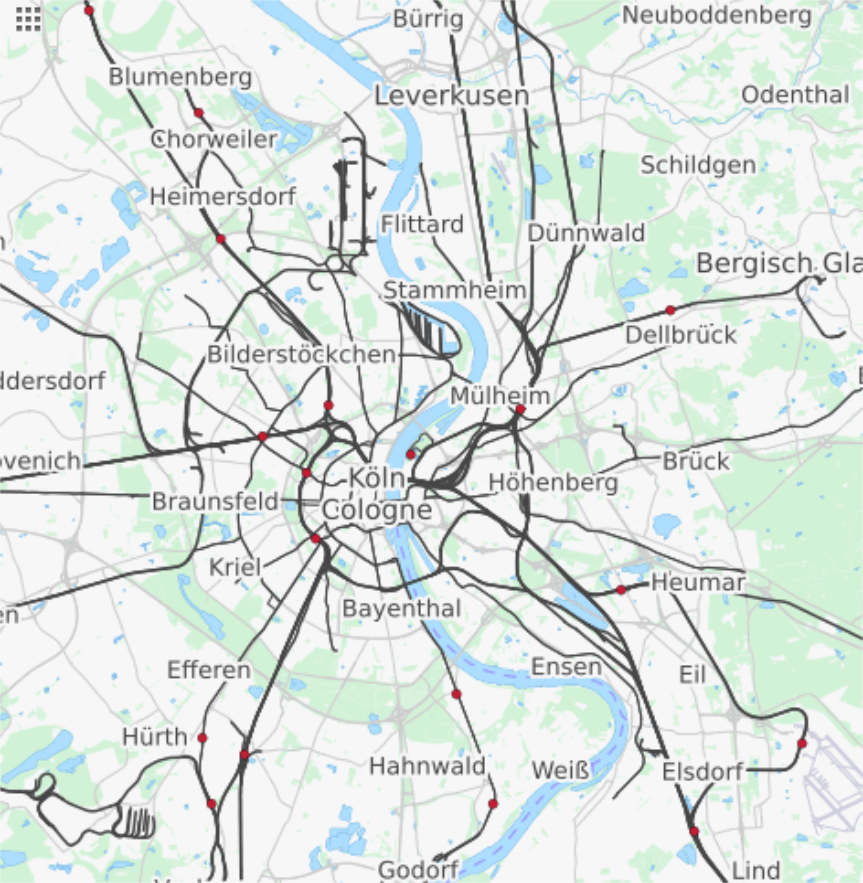 Bürrig
Neuboddenberg
Blumenberg
Leverkusen
Odenthal
Chorweiler
Schildgen
Heimersdorf
Flittard
Dünnwald
Bergisch Gla
Stammheim
Dellbrück
Bilderstöckchen
ddersdorf
Mülheim
ovenich
Brück
Köln
Höhenberg
Braunsfeld
Cologne
Kriel
Heumar
en
Bayenthal
Efferen
Ensen
Eil
Hürth
Hahnwald
Weiß
Elsdorf
Godorf
Lind